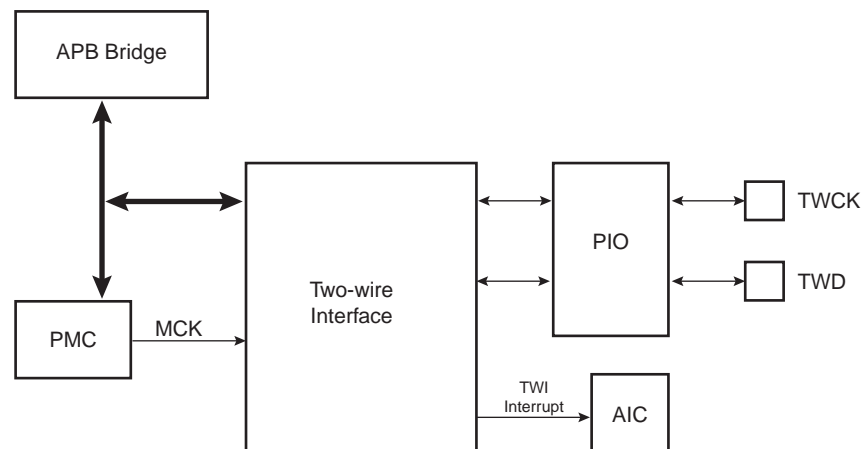 APB Bridge
TWCK
PIO
TWD
Two-wire
Interface
PMC
MCK
TWI
Interrupt
AIC